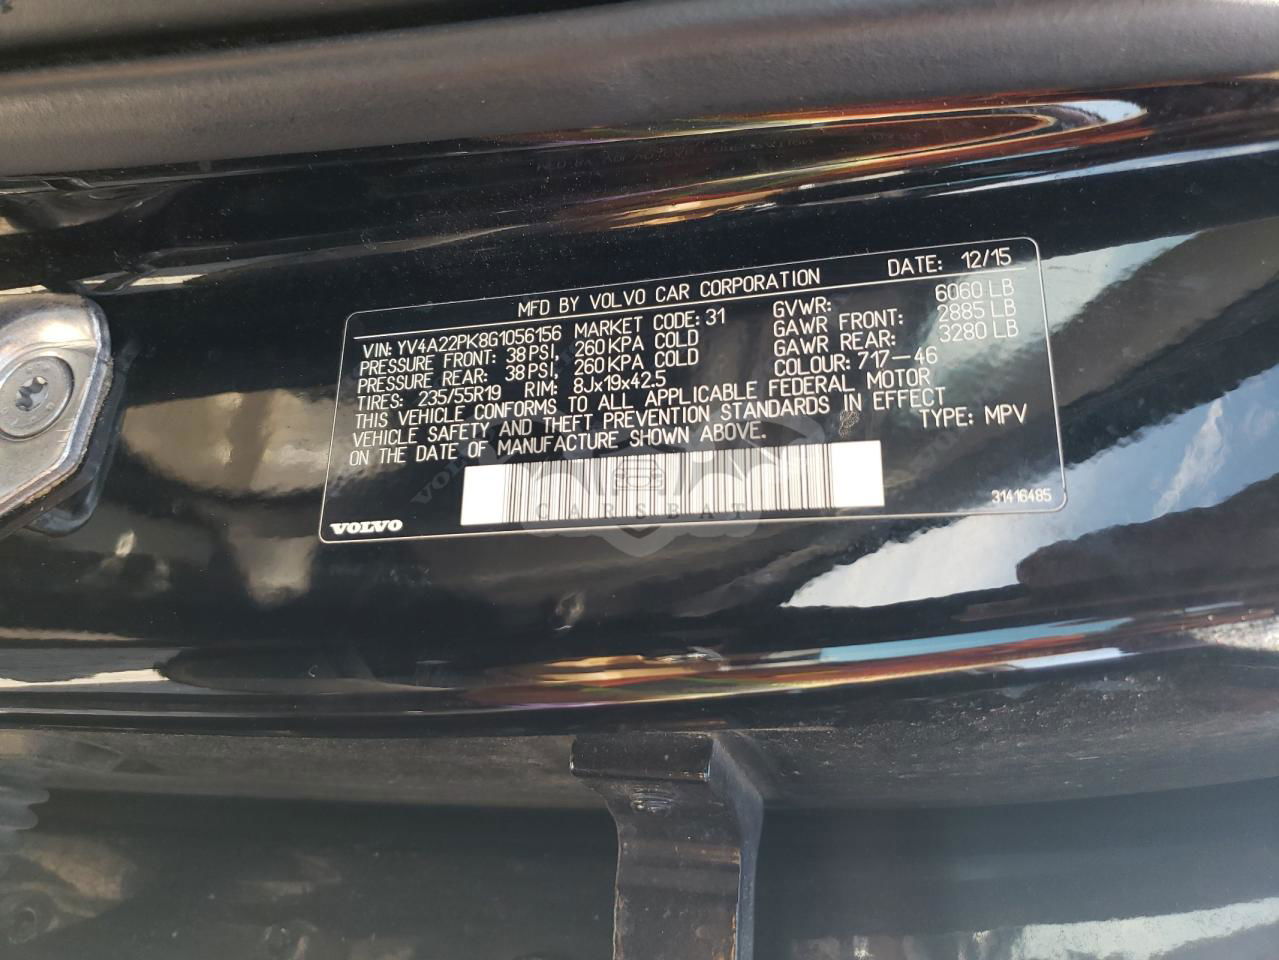 MFD BY VOLVO CAR CORPORATION DATE: 12/15
VIN: YV4A22PK8G1056156 MARKET CODE: 31 GVWR: 6060 LB
PRESSURE FRONT: 38 PSI, 260 KPA COLD GAWR FRONT: 2885 LB
PRESSURE REAR: 38 PSI, 260 KPA COLD GAWR REAR: 3280 LB
TIRES: 235/55R19 RIM: 8Jx19x42.5 COLOUR: 717-46
THIS VEHICLE CONFORMS TO ALL APPLICABLE FEDERAL MOTOR
VEHICLE SAFETY AND THEFT PREVENTION STANDARDS IN EFFECT
ON THE DATE OF MANUFACTURE SHOWN ABOVE. TYPE: MPV
31416485
VOLVO
CARSBAT